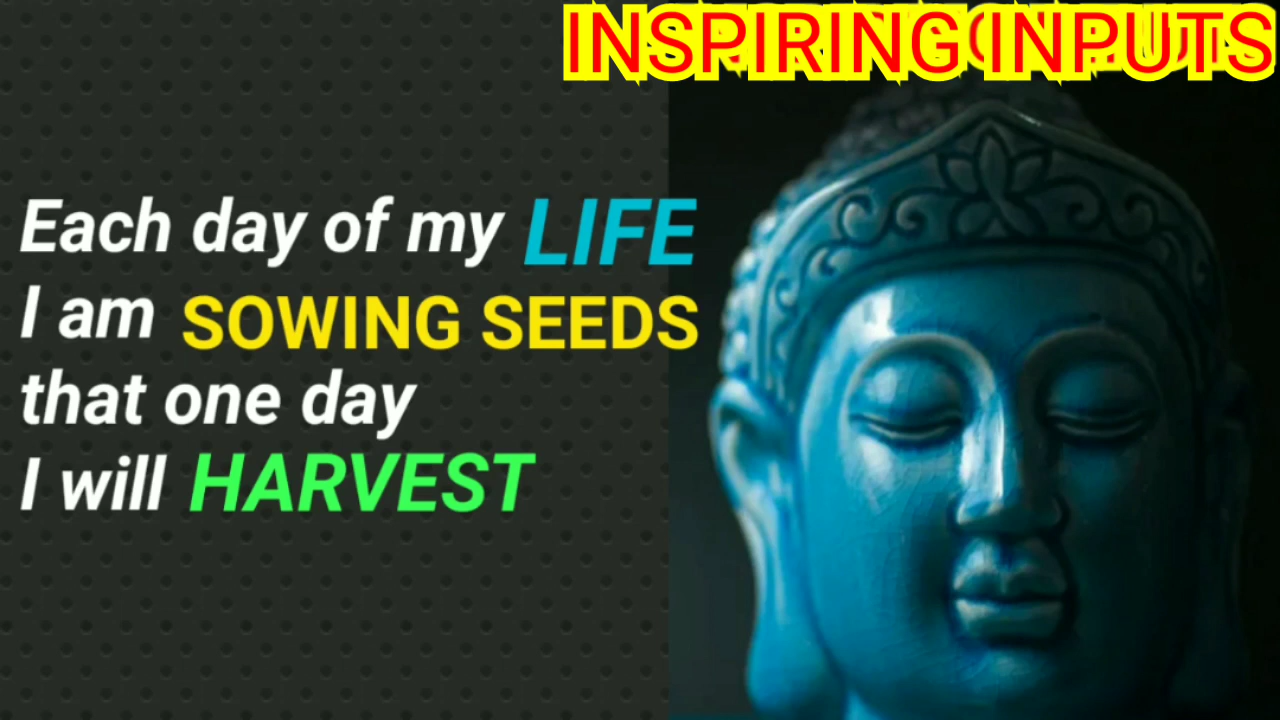 INSPIRING INPUTS
Each day of my LIFE
I am SOWING SEEDS
that one day
I will HARVEST